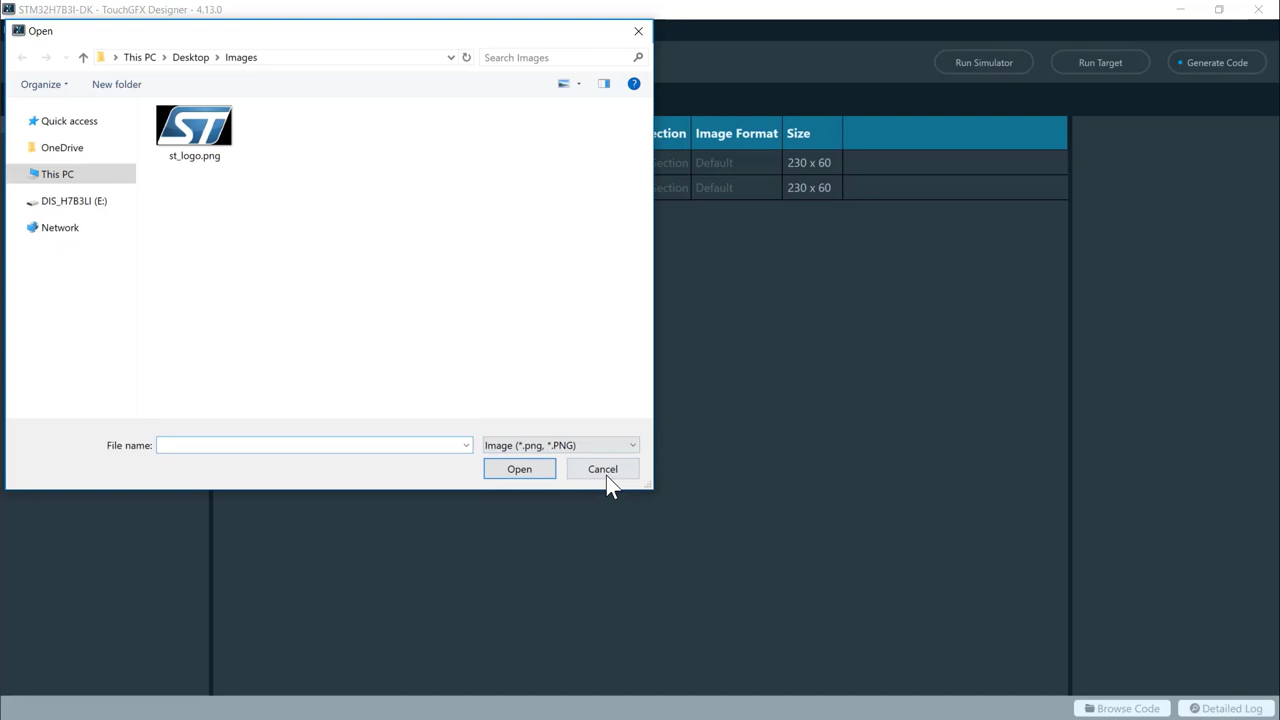 STM32H7B3I-DK - TouchGFX Designer - 4.13.0
Open
This PC
Desktop
Images
Search Images
Organize
New folder
Run Simulator
Run Target
Generate Code
Quick access
OneDrive
This PC
DIS_H7B3LI (E:)
Network
ST
st_logo.png
ection Image Format Size
ection Default 230 x 60
ection Default 230 x 60
File name:
Image (*.png, *.PNG)
Open
Cancel
Browse Code
Detailed Log